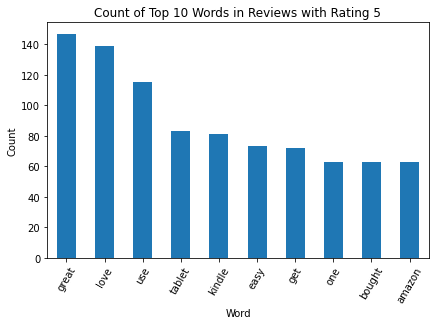 Count of Top 10 Words in Reviews with Rating 5
Count
140
120
100
80
60
40
20
0
great
love
use
tablet
kindle
easy
get
one
bought
amazon
Word